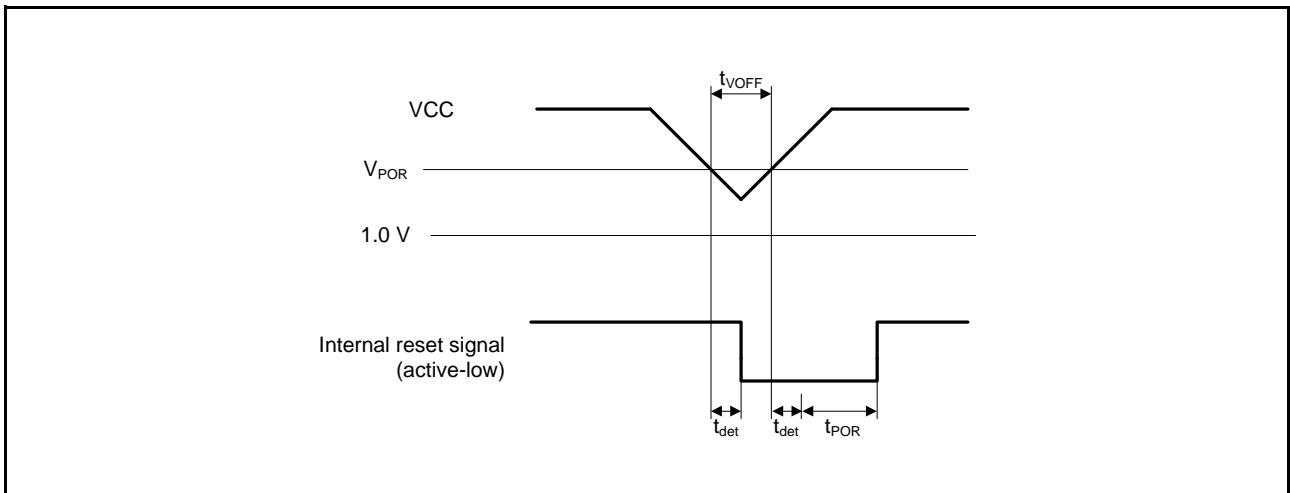 tVOFF
VCC
VPOR
1.0 V
Internal reset signal
(active-low)
tdet
tdet
tPOR